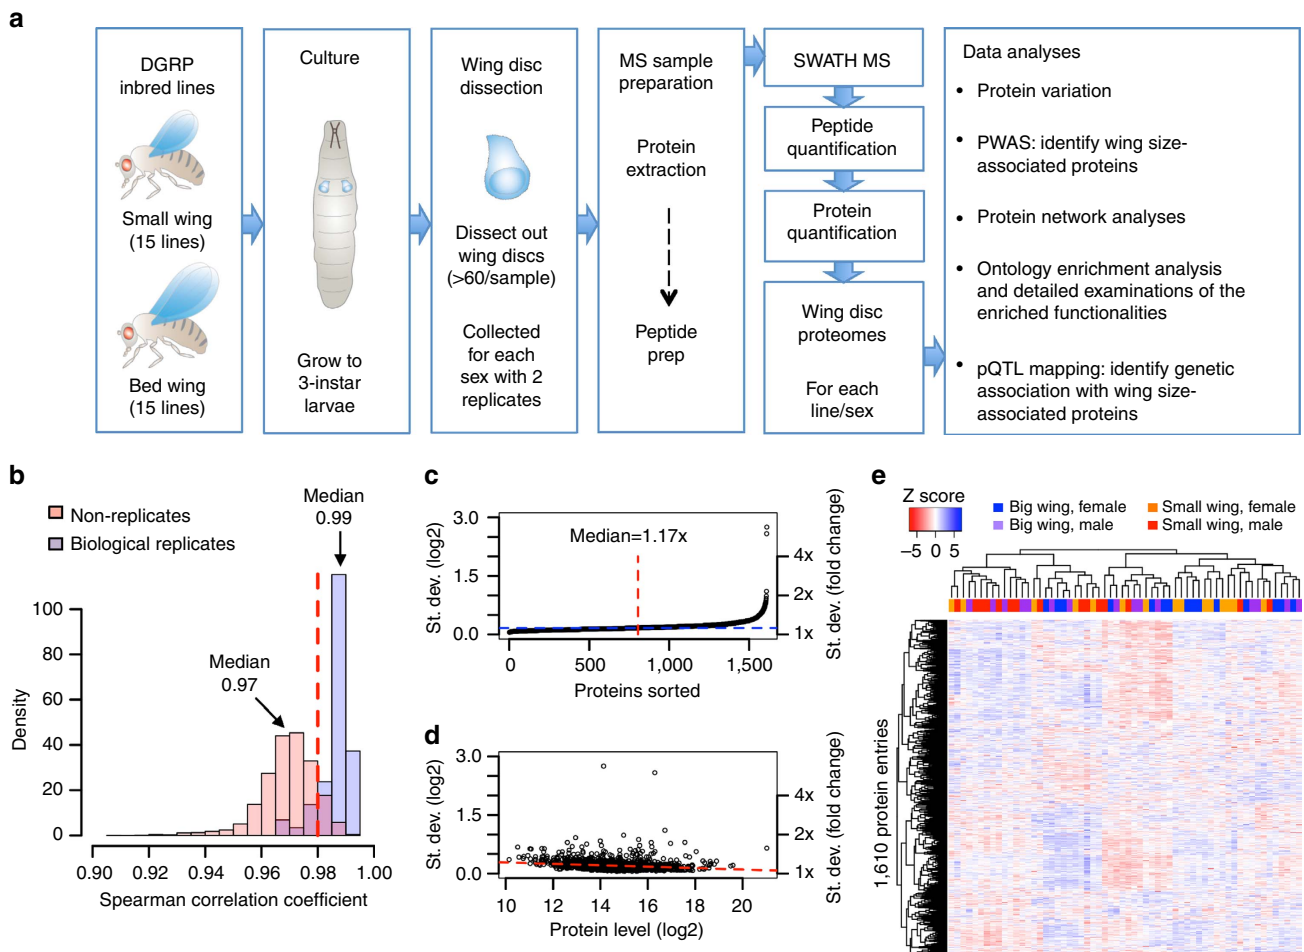 a
DGRP
inbred lines
Small wing
(15 lines)
Bed wing
(15 lines)
Culture
Grow to
3-instar
larvae
Wing disc
dissection
Dissect out
wing discs
(>60/sample)
Collected
for each
sex with 2
replicates
MS sample
preparation
Protein
extraction
Peptide
prep
SWATH MS
Peptide
quantification
Protein
quantification
Wing disc
proteomes
For each
line/sex
Data analyses
• Protein variation
• PWAS: identify wing size-
associated proteins
• Protein network analyses
• Ontology enrichment analysis
and detailed examinations of the
enriched functionalities
• pQTL mapping: identify genetic
association with wing size-
associated proteins
b
Non-replicates
Biological replicates
Median
0.99
Median
0.97
Density
100
80
60
40
20
0
0.90 0.92 0.94 0.96 0.98 1.00
Spearman correlation coefficient
c
St. dev. (log2)
3.0
1.5
0.0
Median=1.17x
4x
2x
1x
St. dev. (fold change)
0 500 1,000 1,500
Proteins sorted
d
St. dev. (log2)
3.0
1.5
0.0
4x
2x
1x
St. dev. (fold change)
10 12 14 16 18 20
Protein level (log2)
e
Z score
−5 0 5
Big wing, female
Big wing, male
Small wing, female
Small wing, male
1,610 protein entries